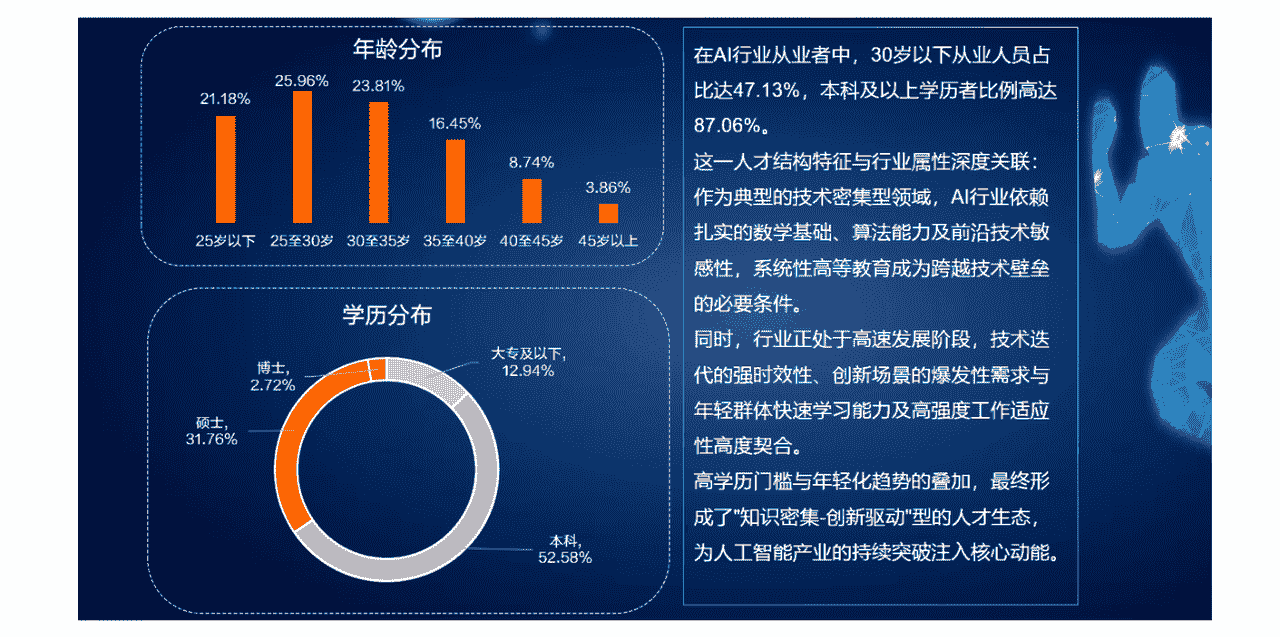 年龄分布
21.18%
25.96%
23.81%
16.45%
8.74%
3.86%
25岁以下
25至30岁
30至35岁
35至40岁
40至45岁
45岁以上
学历分布
大专及以下,
12.94%
博士,
2.72%
硕士,
31.76%
本科,
52.58%
在AI行业从业者中，30岁以下从业人员占
比达47.13%，本科及以上学历者比例高达
87.06%。
这一人才结构特征与行业属性深度关联：
作为典型的技术密集型领域，AI行业依赖
扎实的数学基础、算法能力及前沿技术敏
感性，系统性高等教育成为跨越技术壁垒
的必要条件。
同时，行业正处于高速发展阶段，技术迭
代的强时效性、创新场景的爆发性需求与
年轻群体快速学习能力及高强度工作适应
性高度契合。
高学历门槛与年轻化趋势的叠加，最终形
成了"知识密集-创新驱动"型的人才生态，
为人工智能产业的持续突破注入核心动能。